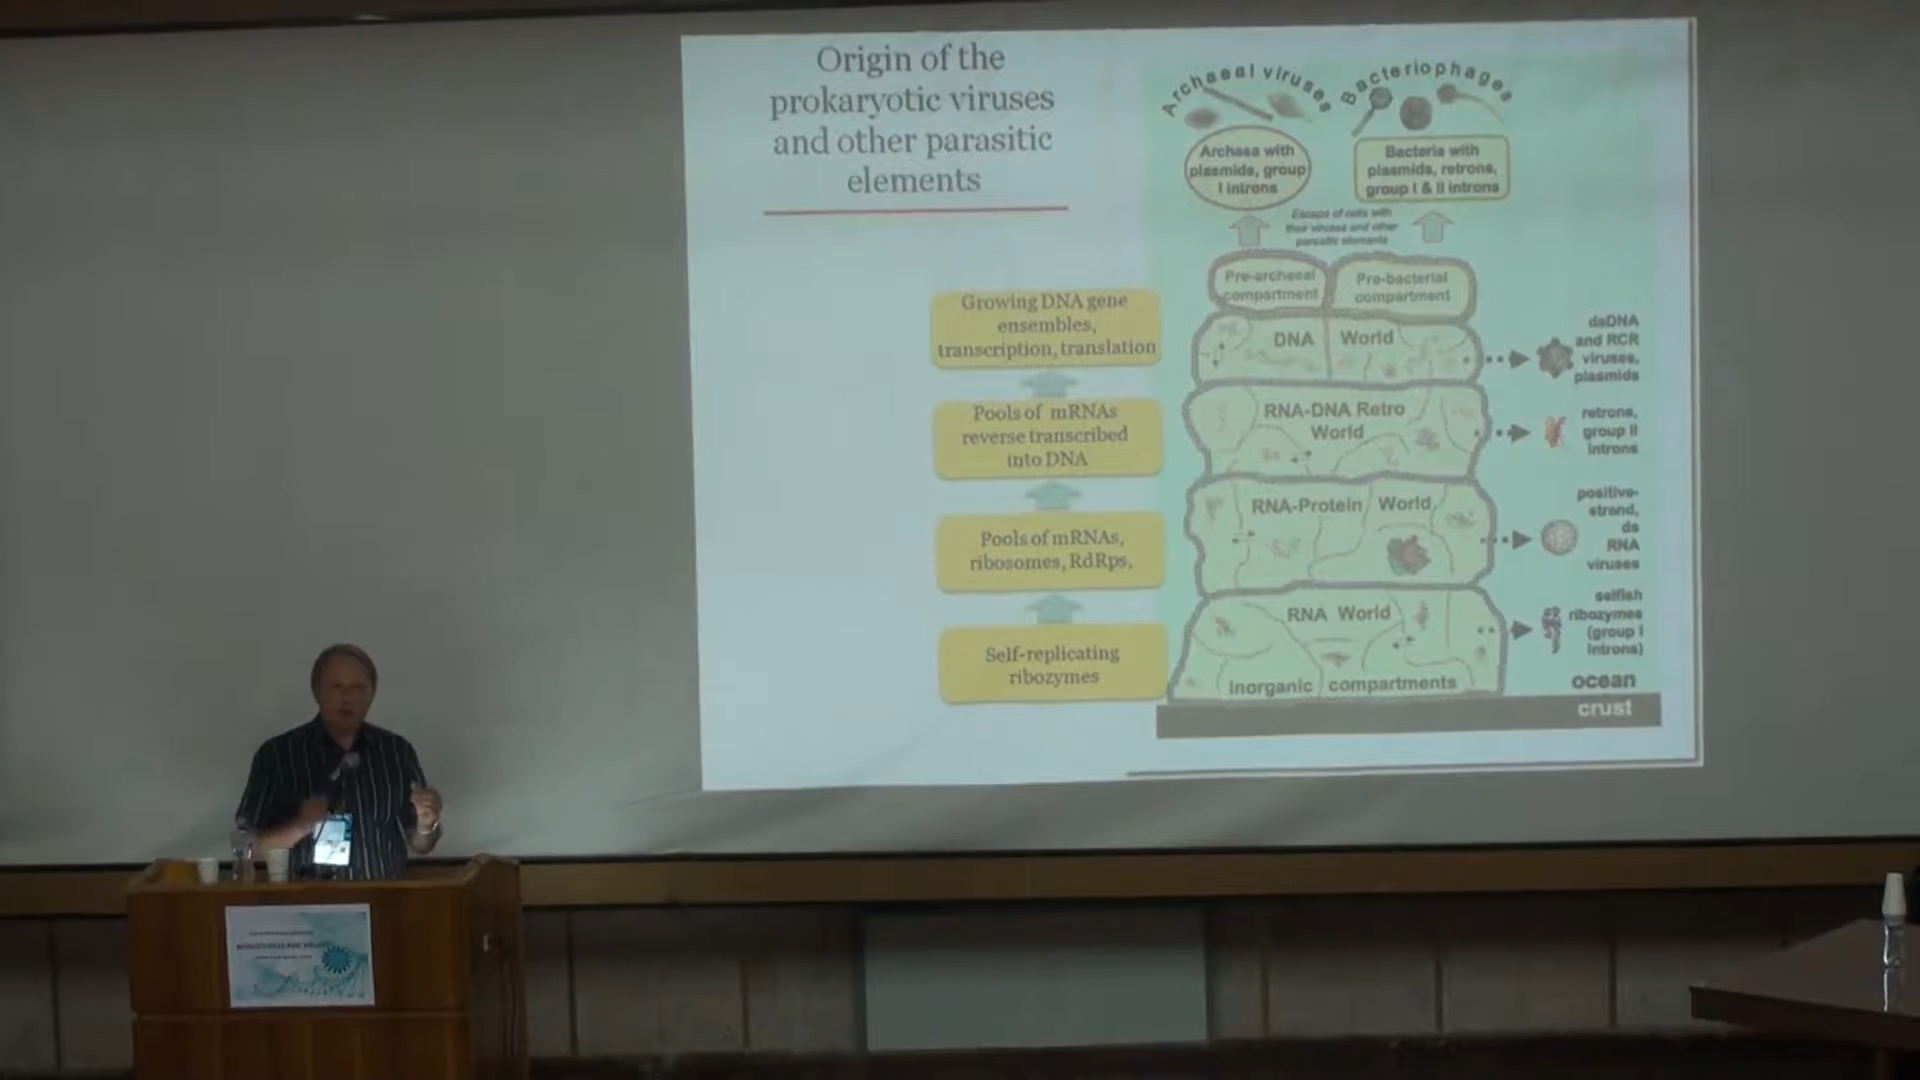 Origin of the
prokaryotic viruses
and other parasitic
elements
Growing DNA gene
ensembles,
transcription, translation
Pools of mRNAs
reverse transcribed
into DNA
Pools of mRNAs,
ribosomes, RdRps,
Self-replicating
ribozymes
Archaeal viruses
Bacteriophages
Archaea with
plasmids, group
I introns
Bacteria with
plasmids, retrons,
group I & II introns
Escape of cells with
their viruses and other
parasitic elements
Pre-archaeal
compartment
Pre-bacterial
compartment
DNA World
RNA-DNA Retro
World
RNA-Protein World
RNA World
Inorganic compartments
dsDNA
and RCR
viruses,
plasmids
retrons,
group II
introns
positive-
strand,
ds
RNA
viruses
selfish
ribozymes
(group I
introns)
ocean
crust